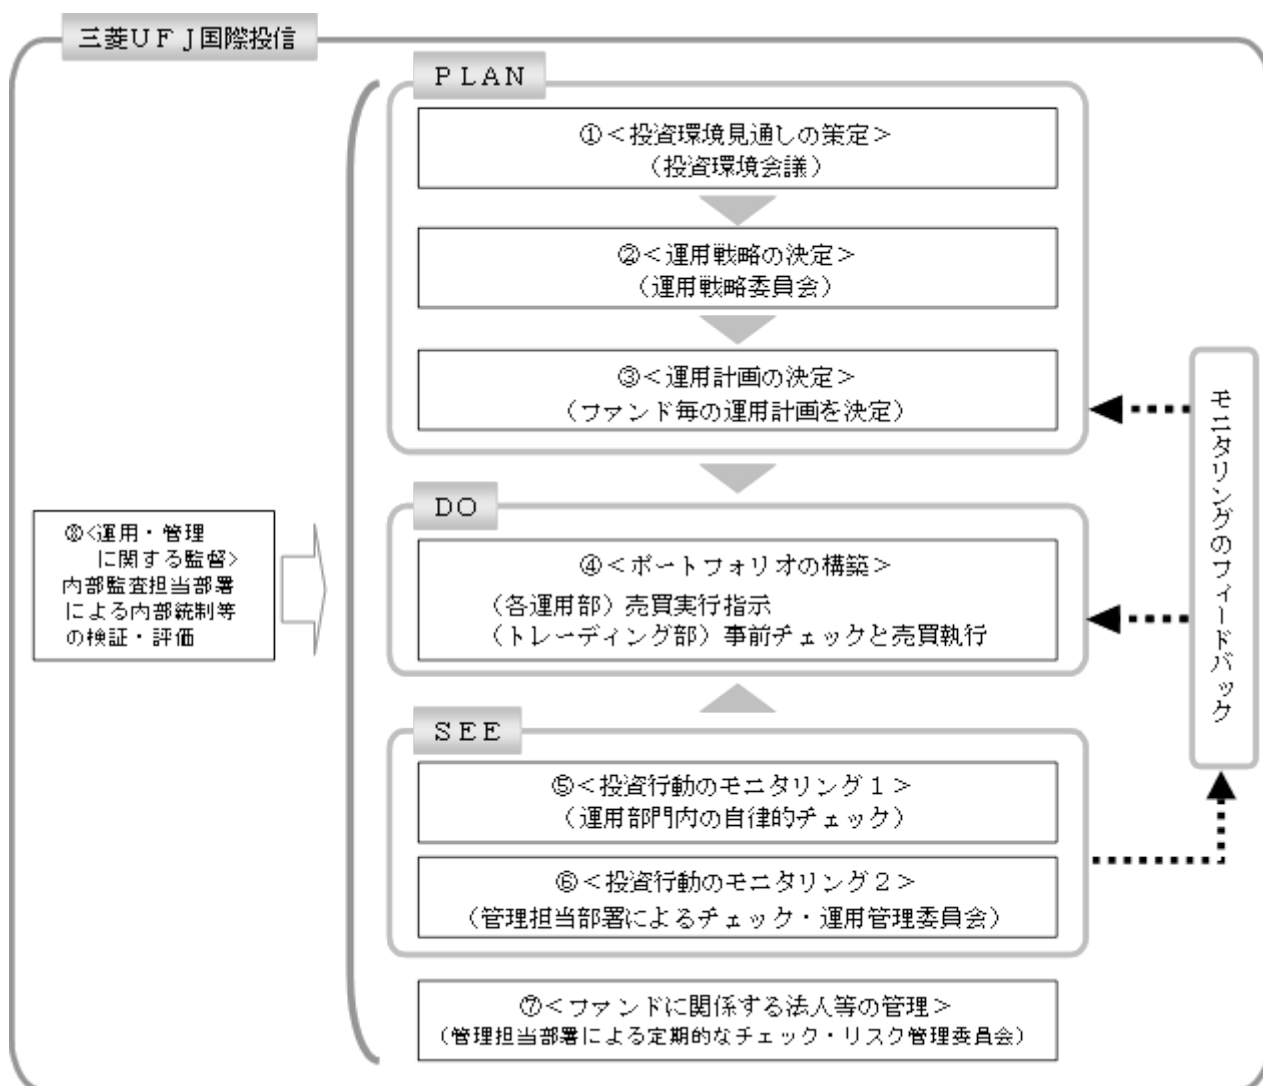 三菱UFJ国際投信
PLAN
①<投資環境見通しの策定>
(投資環境会議)
②<運用戦略の決定>
(運用戦略委員会)
③<運用計画の決定>
(ファンド毎の運用計画を決定)
DO
④<ポートフォリオの構築>
(各運用部)売買実行指示
(トレーディング部)事前チェックと売買執行
SEE
⑤<投資行動のモニタリング1>
(運用部門内の自律的チェック)
⑥<投資行動のモニタリング2>
(管理担当部署によるチェック・運用管理委員会)
⑦<ファンドに関係する法人等の管理>
(管理担当部署による定期的なチェック・リスク管理委員会)
⑧<運用・管理
に関する監督>
内部監査担当部署
による内部統制等
の検証・評価
モニタリングのフィードバック